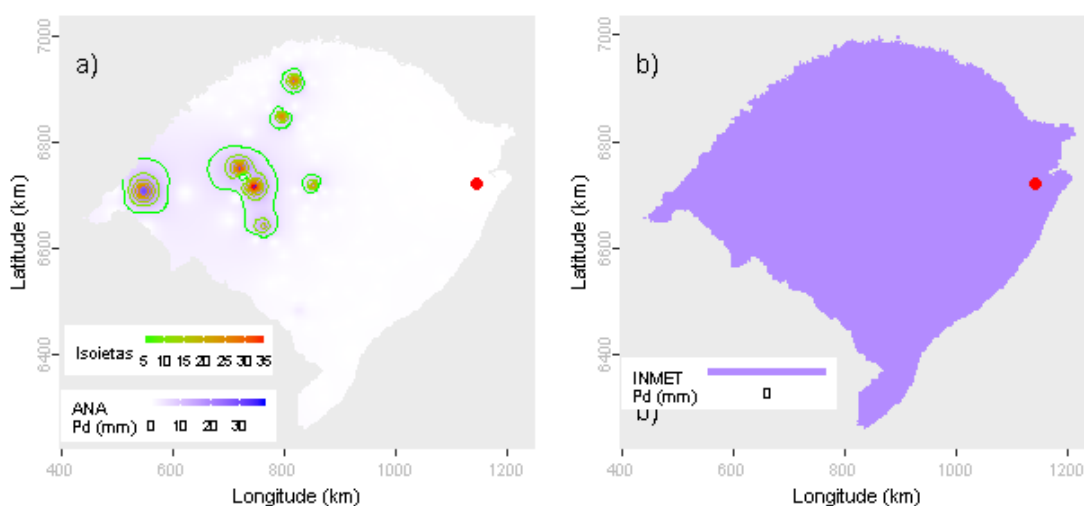 a)
7000
6800
6600
6400
Latitude (km)
Isoietas
5 10 15 20 25 30 35
ANA
Pd (mm) 0 10 20 30
400 600 800 1000 1200
Longitude (km)
b)
7000
6800
6600
6400
Latitude (km)
INMET
Pd (mm) 0
b)
400 600 800 1000 1200
Longitude (km)